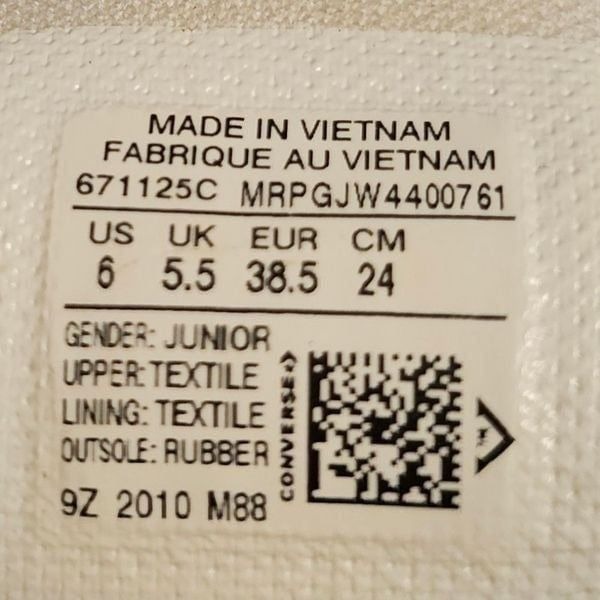 MADE IN VIETNAM
FABRIQUE AU VIETNAM
671125C MRPGJW4400761
US UK EUR CM
6 5.5 38.5 24
GENDER: JUNIOR
UPPER: TEXTILE
LINING: TEXTILE
OUTSOLE: RUBBER
9Z 2010 M88
CONVERSE